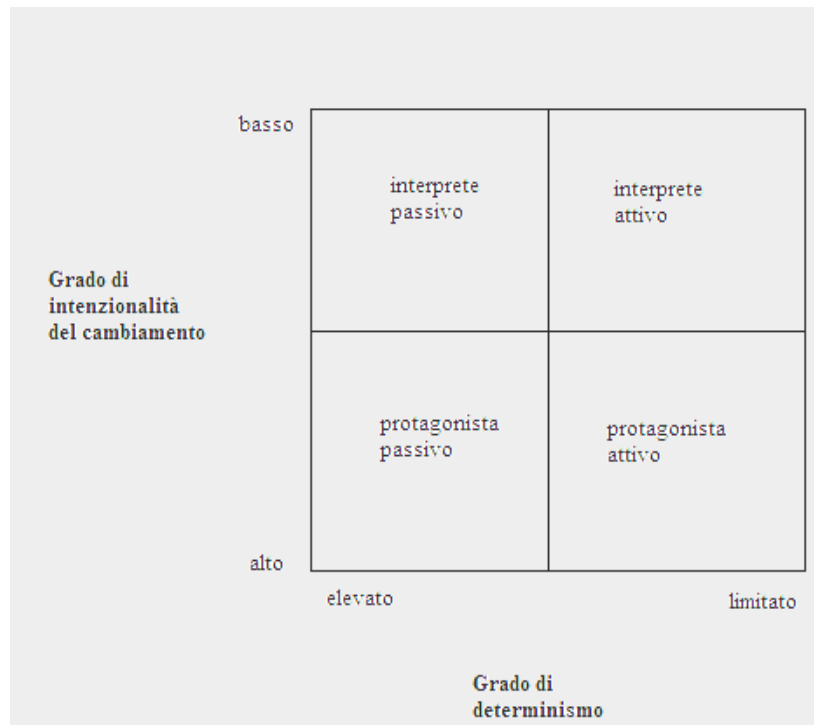 basso
interprete
passivo
interprete
attivo
Grado di
intenzionalità
del cambiamento
protagonista
passivo
protagonista
attivo
alto
elevato
limitato
Grado di
determinismo